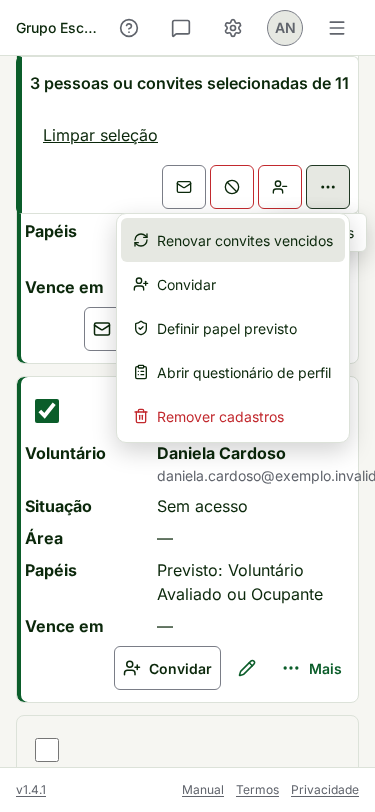 Grupo Esc...
AN
3 pessoas ou convites selecionadas de 11
Limpar seleção
Papéis
s
Renovar convites vencidos
Convidar
Vence em
Definir papel previsto
Abrir questionário de perfil
Remover cadastros
Voluntário
Daniela Cardoso
daniela.cardoso@exemplo.invalid
Situação
Sem acesso
Área
—
Papéis
Previsto: Voluntário
Avaliado ou Ocupante
Vence em
—
Convidar
Mais
v1.4.1
Manual
Termos
Privacidade